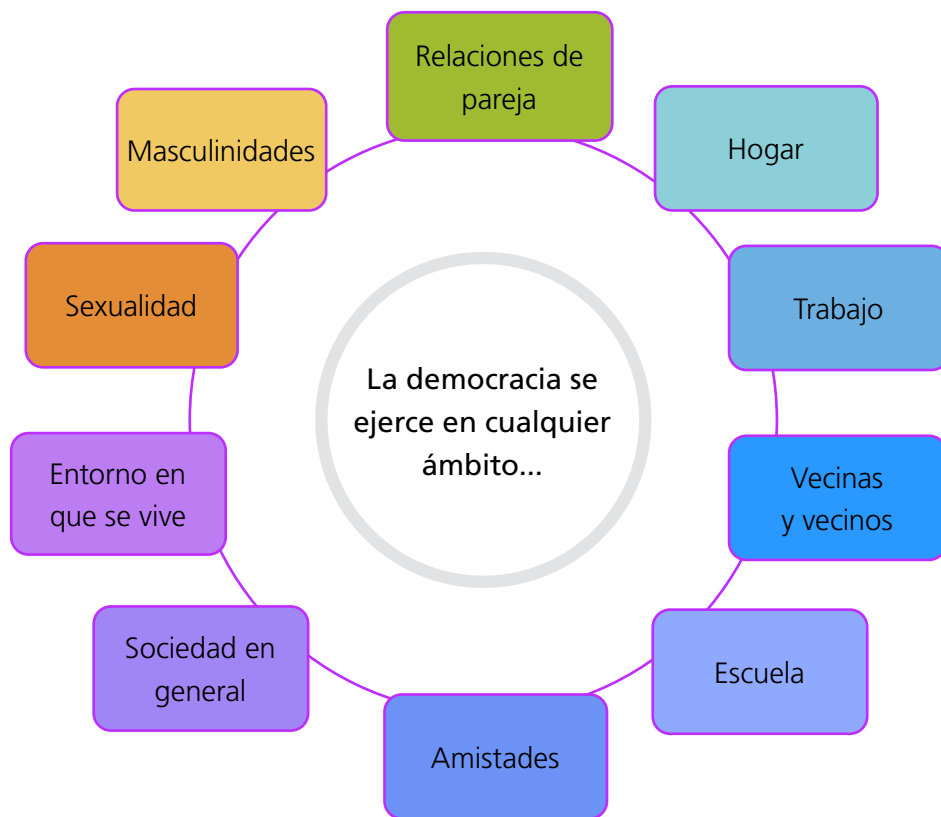 Relaciones de
pareja
Hogar
Trabajo
Vecinas
y vecinos
Escuela
Amistades
Sociedad en
general
Entorno en
que se vive
Sexualidad
Masculinidades
La democracia se
ejerce en cualquier
ámbito...